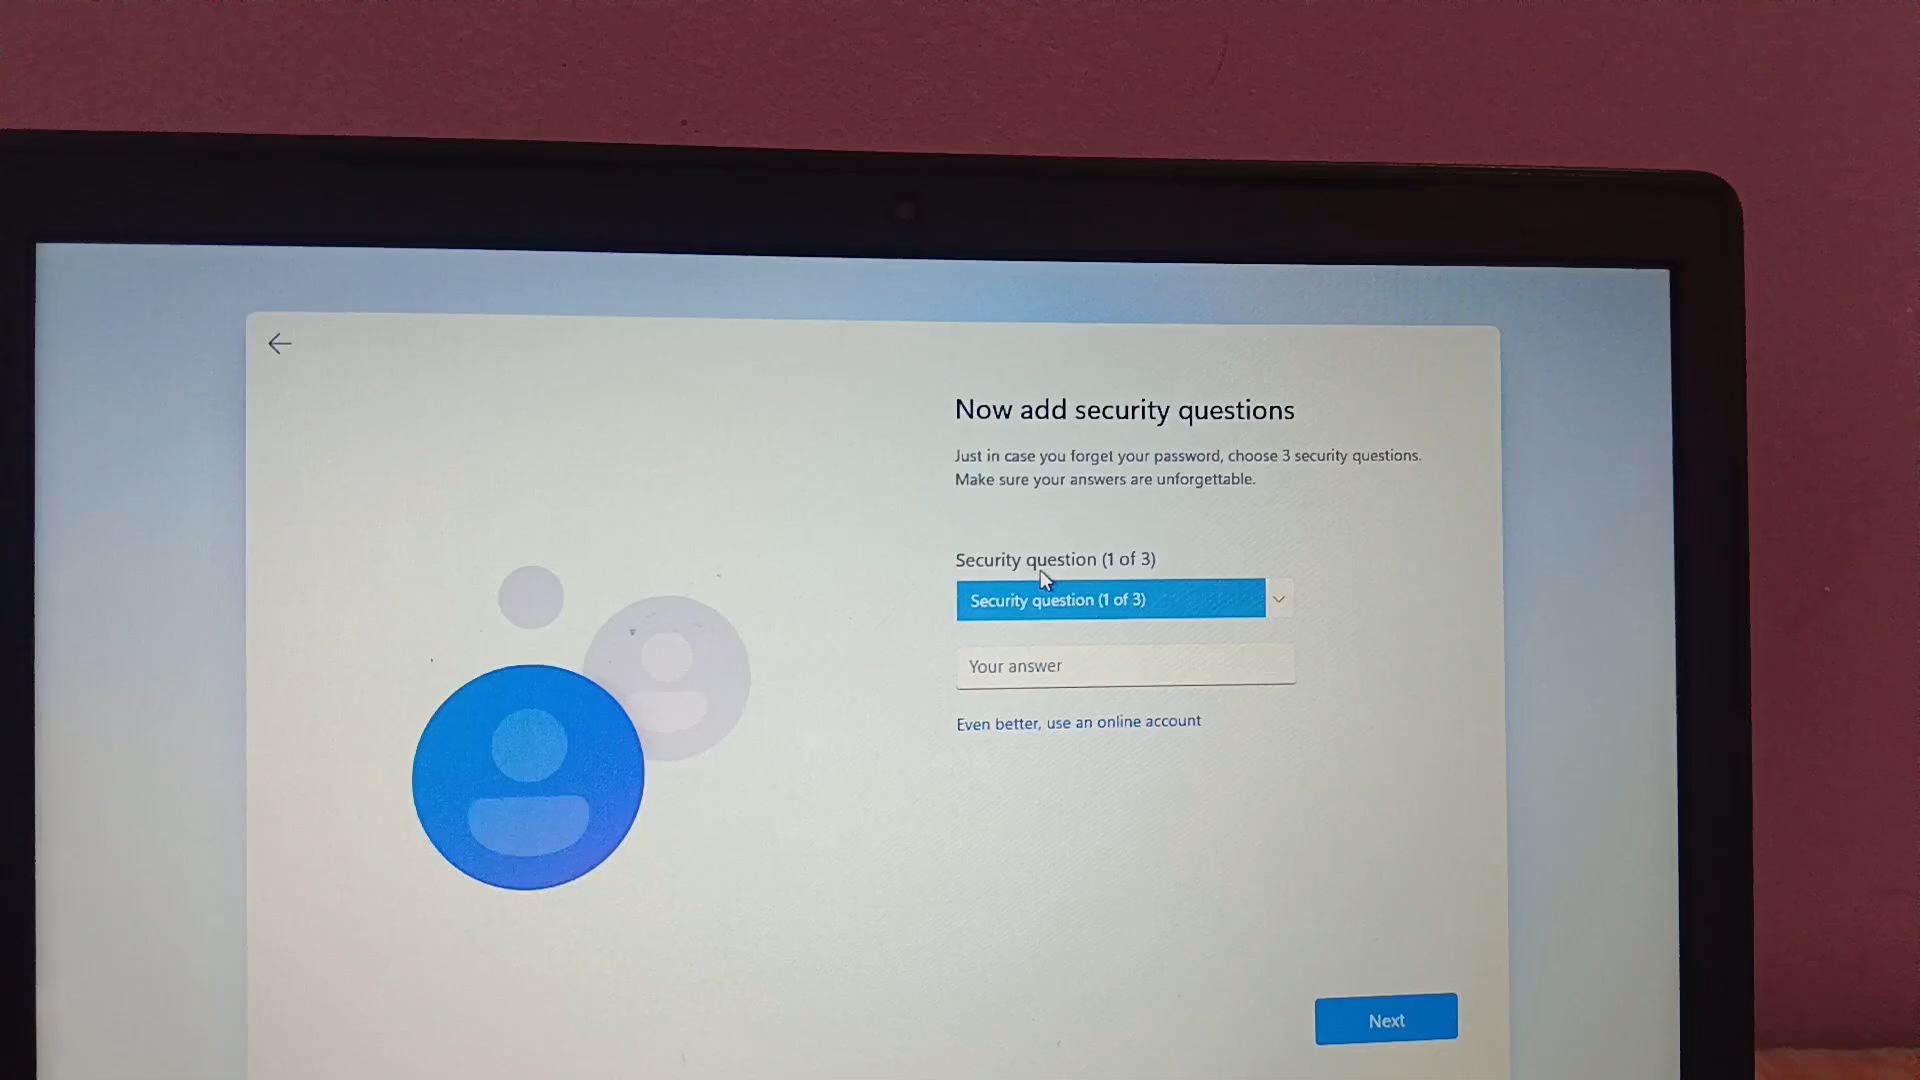 Now add security questions
Just in case you forget your password, choose 3 security questions.
Make sure your answers are unforgettable.
Security question (1 of 3)
Security question (1 of 3)
Your answer
Even better, use an online account
Next